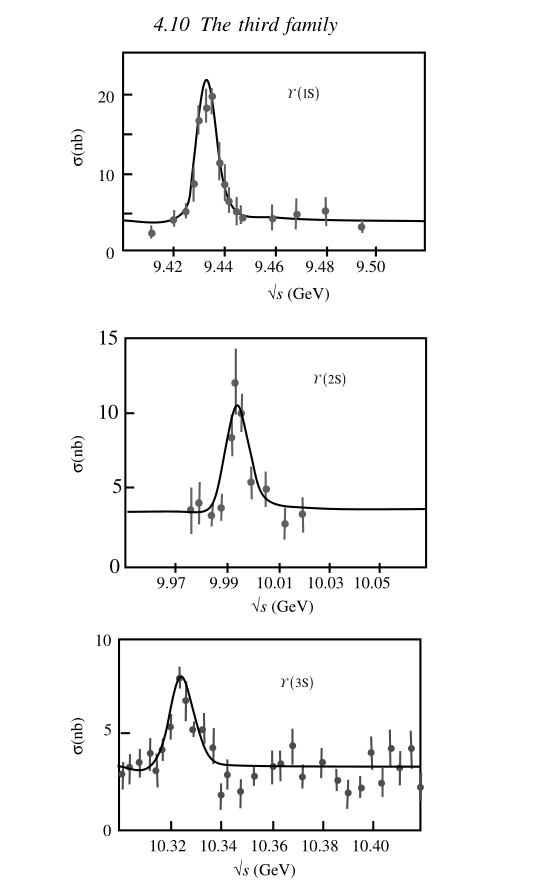 4.10 The third family
20
10
0
σ(nb)
ϒ(1S)
9.42 9.44 9.46 9.48 9.50
√s (GeV)
15
10
5
0
σ(nb)
ϒ(2S)
9.97 9.99 10.01 10.03 10.05
√s (GeV)
10
5
0
σ(nb)
ϒ(3S)
10.32 10.34 10.36 10.38 10.40
√s (GeV)